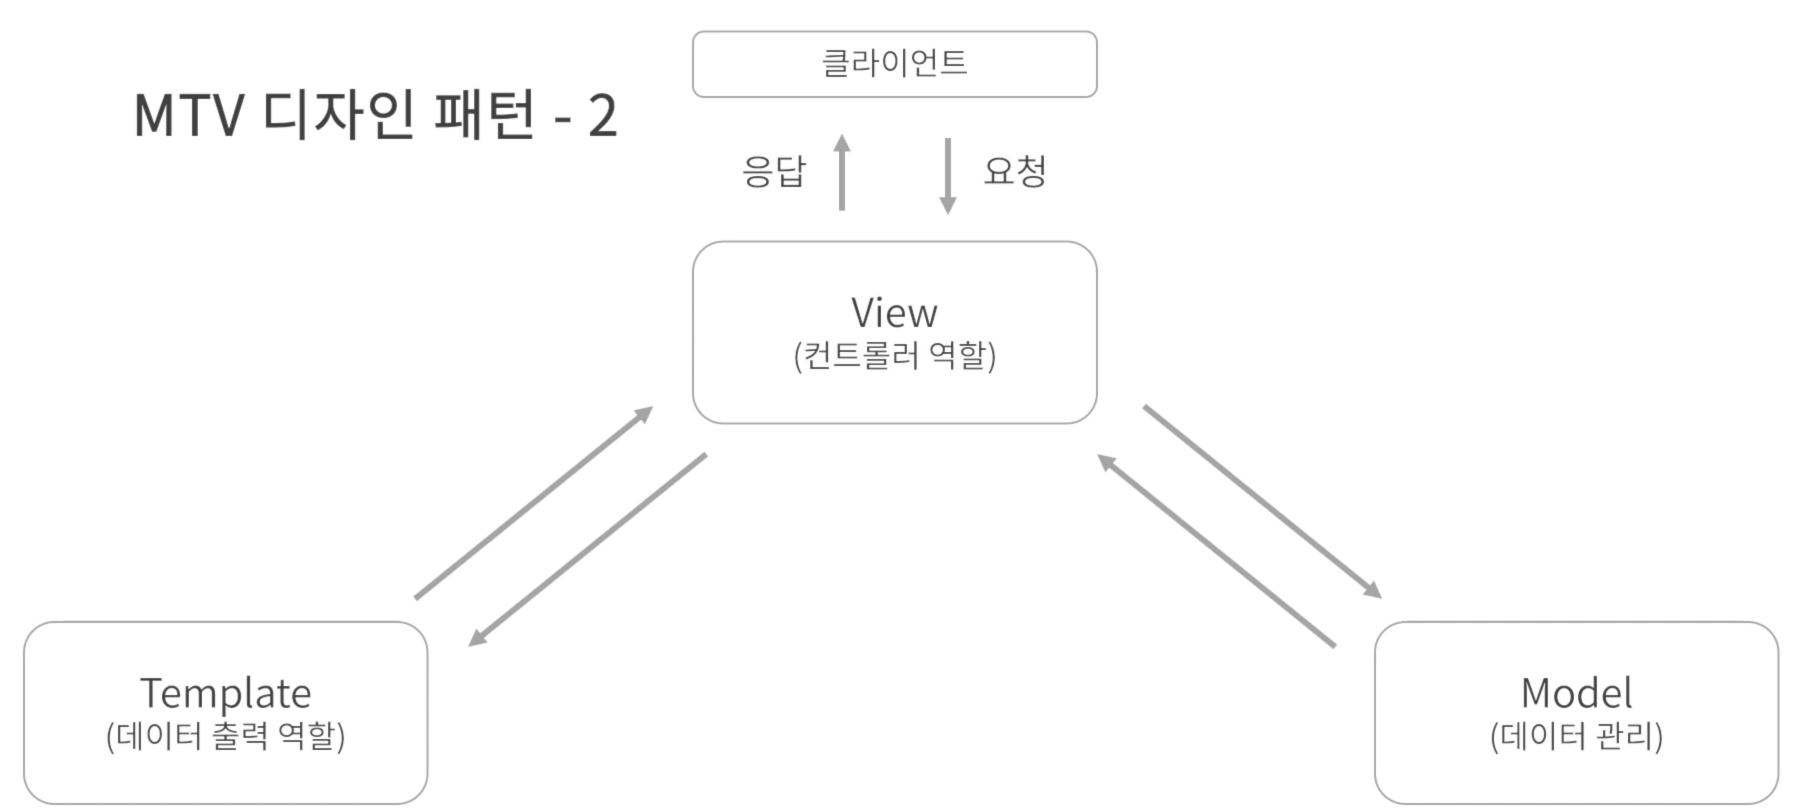 클라이언트
MTV 디자인 패턴 - 2
응답
요청
View
(컨트롤러 역할)
Template
(데이터 출력 역할)
Model
(데이터 관리)